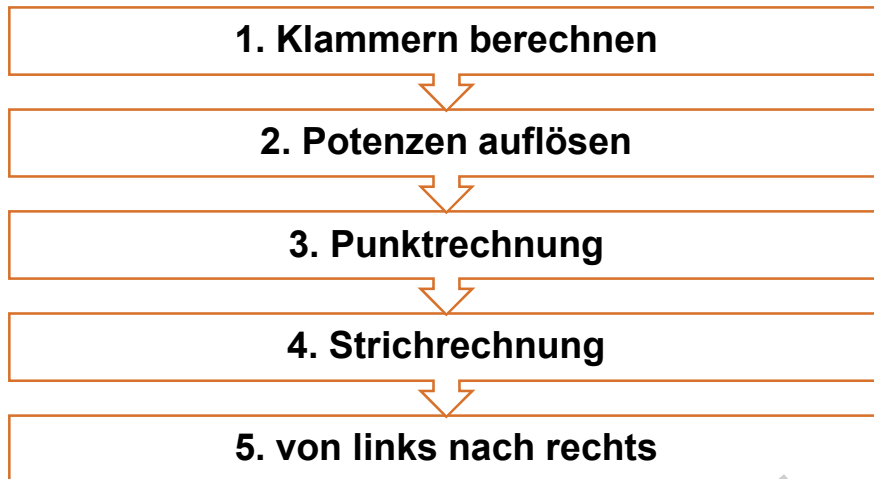 1. Klammern berechnen
2. Potenzen auflösen
3. Punktrechnung
4. Strichrechnung
5. von links nach rechts